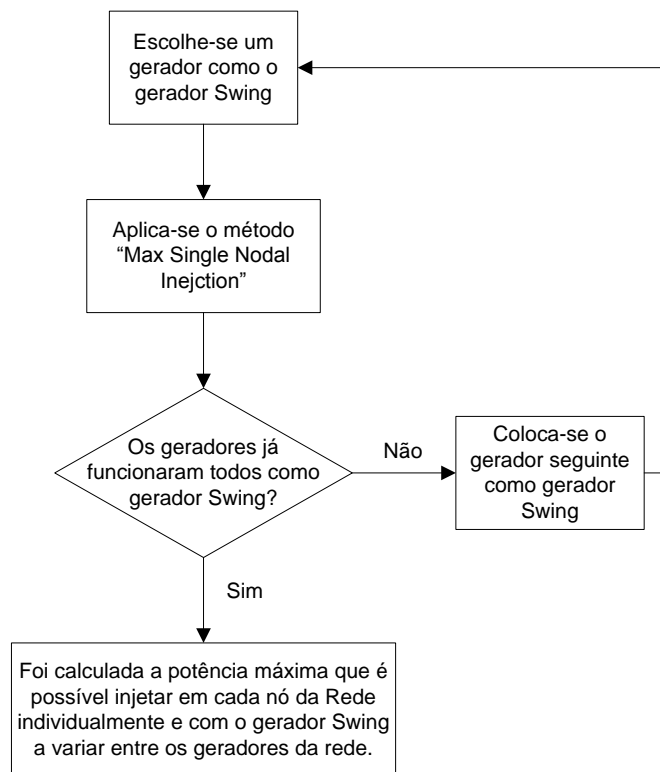 Escolhe-se um
gerador como o
gerador Swing
Aplica-se o método
“Max Single Nodal
Inejction”
Os geradores já
funcionaram todos como
gerador Swing?
Não
Coloca-se o
gerador seguinte
como gerador
Swing
Sim
Foi calculada a potência máxima que é
possível injetar em cada nó da Rede
individualmente e com o gerador Swing
a variar entre os geradores da rede.